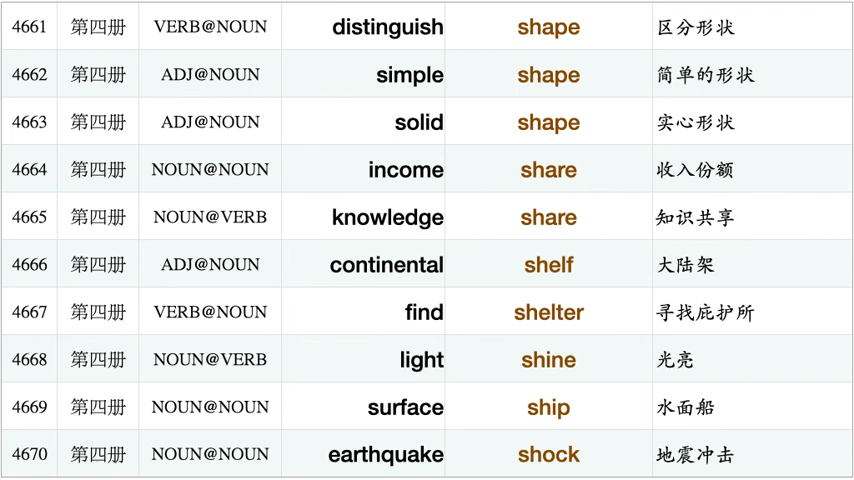 4661 第四册 VERB@NOUN distinguish shape 区分形状
4662 第四册 ADJ@NOUN simple shape 简单的形状
4663 第四册 ADJ@NOUN solid shape 实心形状
4664 第四册 NOUN@NOUN income share 收入份额
4665 第四册 NOUN@VERB knowledge share 知识共享
4666 第四册 ADJ@NOUN continental shelf 大陆架
4667 第四册 VERB@NOUN find shelter 寻找庇护所
4668 第四册 NOUN@VERB light shine 光亮
4669 第四册 NOUN@NOUN surface ship 水面船
4670 第四册 NOUN@NOUN earthquake shock 地震冲击